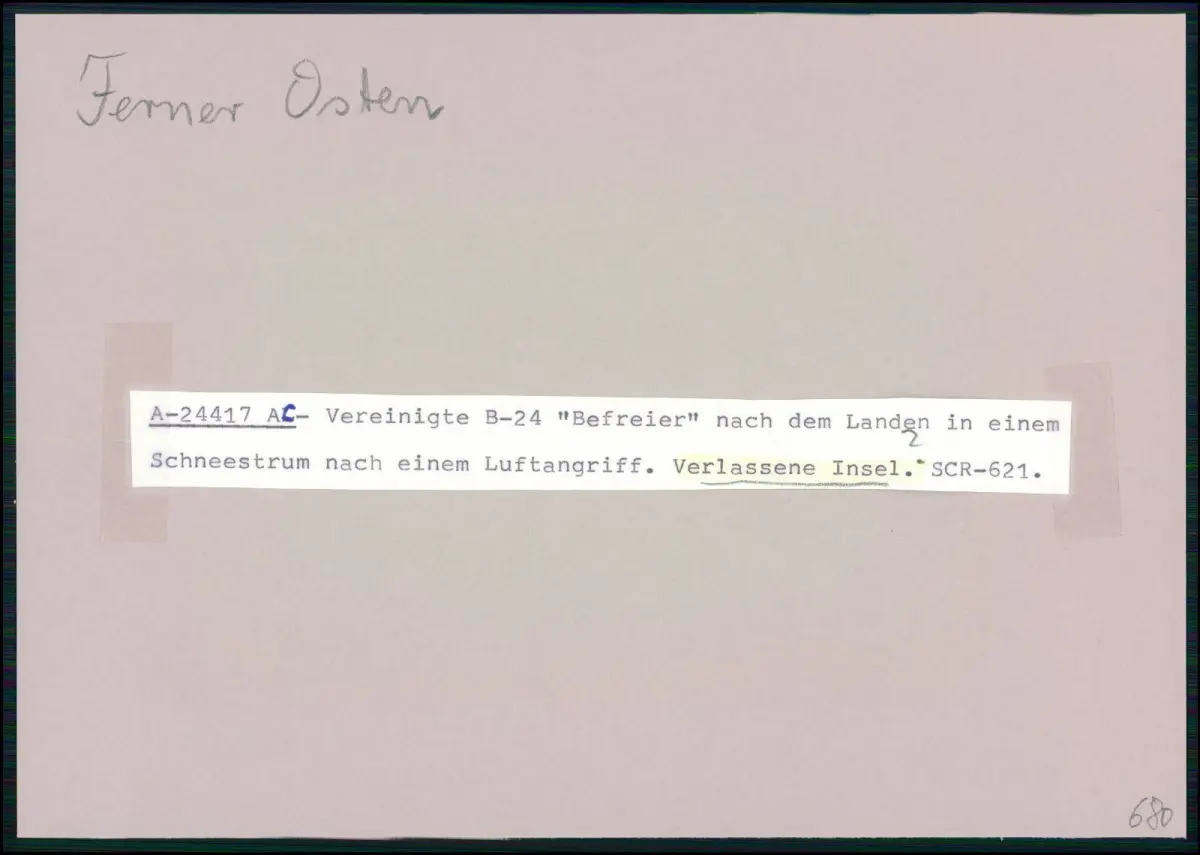 Ferner Osten
A-24417 AC- Vereinigte B-24 "Befreier" nach dem Landen in einem
?
Schneestrum nach einem Luftangriff. Verlassene Insel. SCR-621.
680